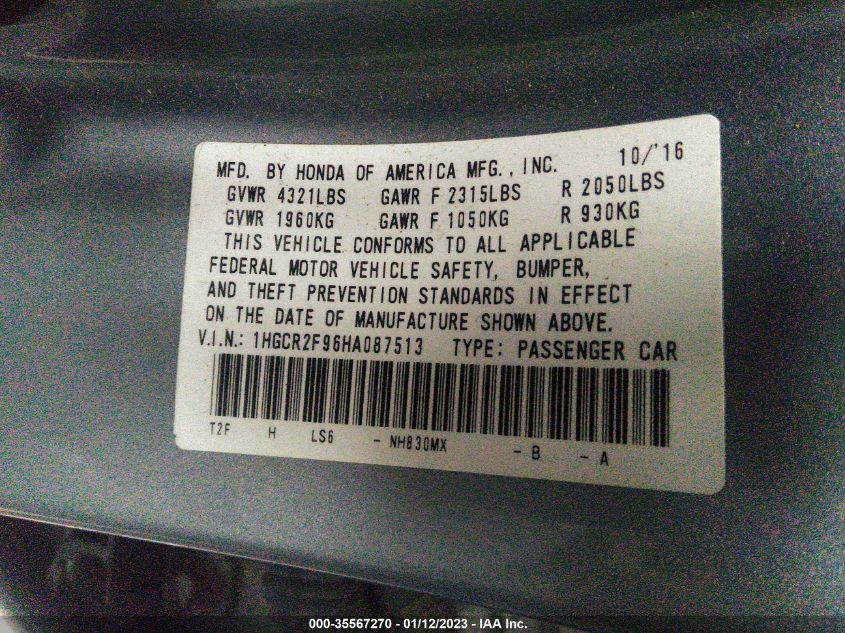 MFD. BY HONDA OF AMERICA MFG., INC. 10/'16
GVWR 4321LBS GAWR F 2315LBS R 2050LBS
GVWR 1960KG GAWR F 1050KG R 930KG
THIS VEHICLE CONFORMS TO ALL APPLICABLE
FEDERAL MOTOR VEHICLE SAFETY, BUMPER,
AND THEFT PREVENTION STANDARDS IN EFFECT
ON THE DATE OF MANUFACTURE SHOWN ABOVE.
V.I.N.: 1HGCR2F96HA087513 TYPE: PASSENGER CAR
T2F H LS6 - NH830MX - B - A
000-35567270 - 01/12/2023 - IAA Inc.